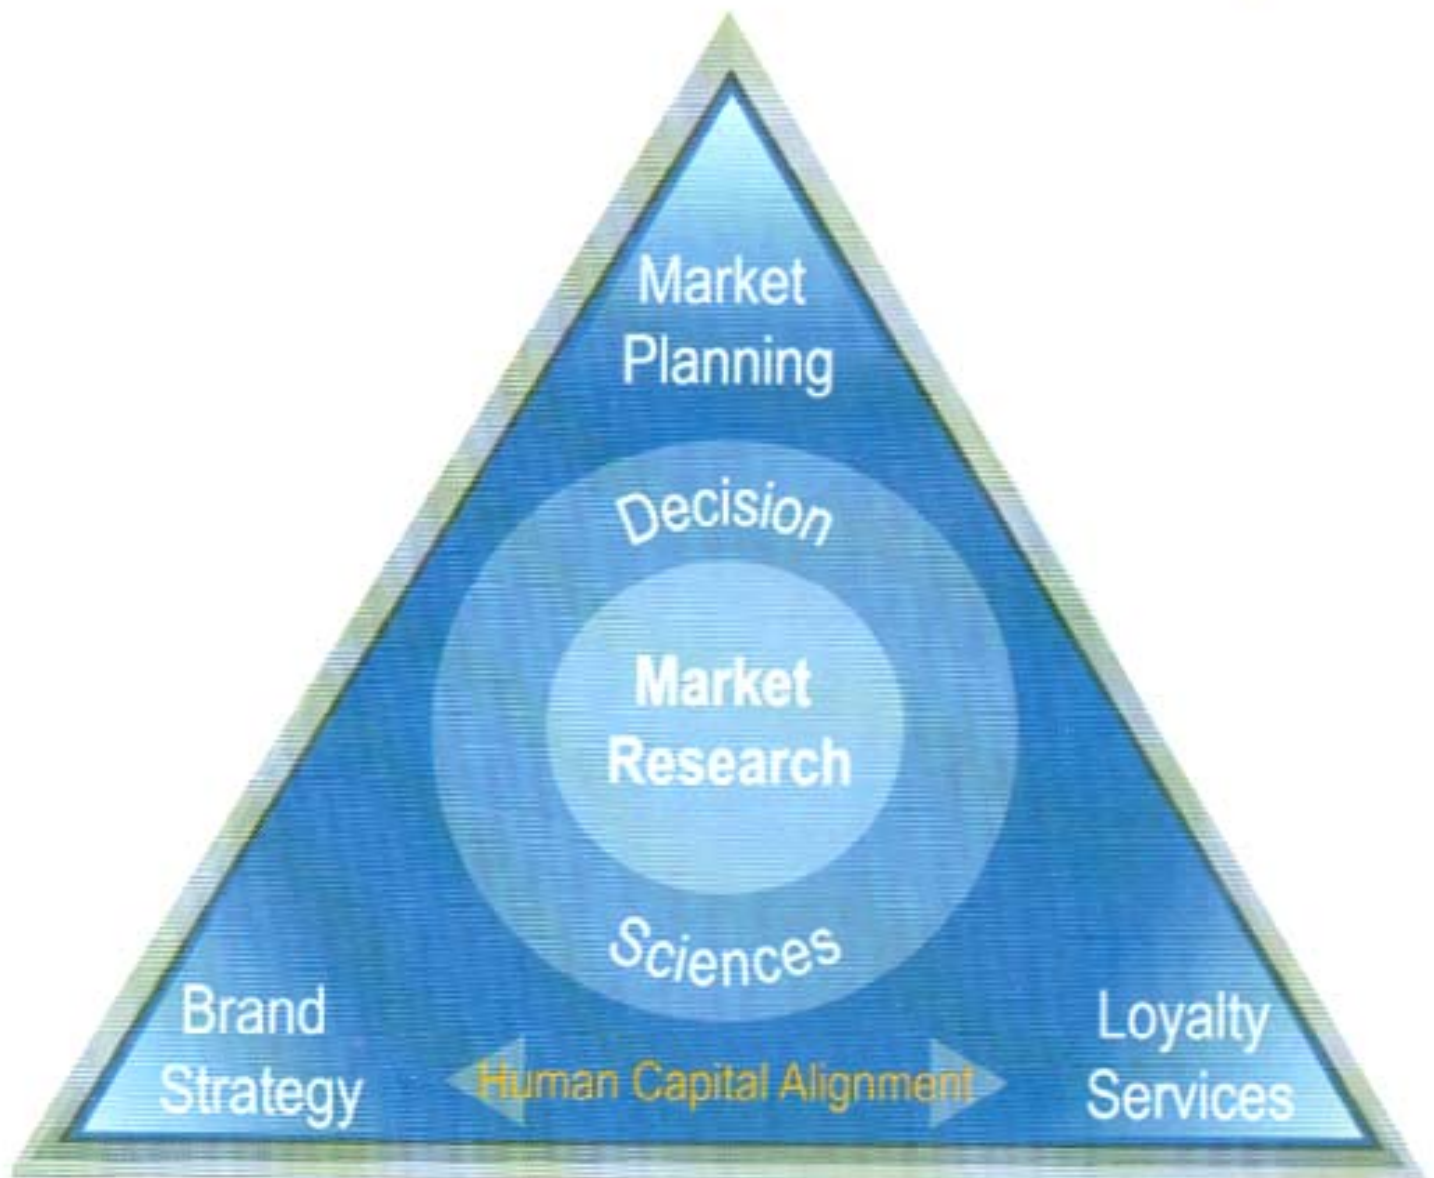 Market
Planning
Decision
Market
Research
Sciences
Brand
Strategy
Human Capital Alignment
Loyalty
Services